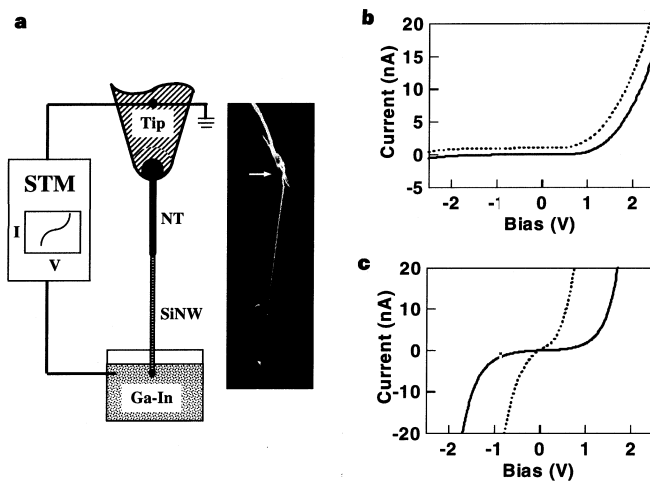 a
Tip
STM
I
V
NT
SiNW
Ga-In
b
Current (nA)
20
15
10
5
0
-5
-2 -1 0 1 2
Bias (V)
c
Current (nA)
20
10
0
-10
-20
-2 -1 0 1 2
Bias (V)